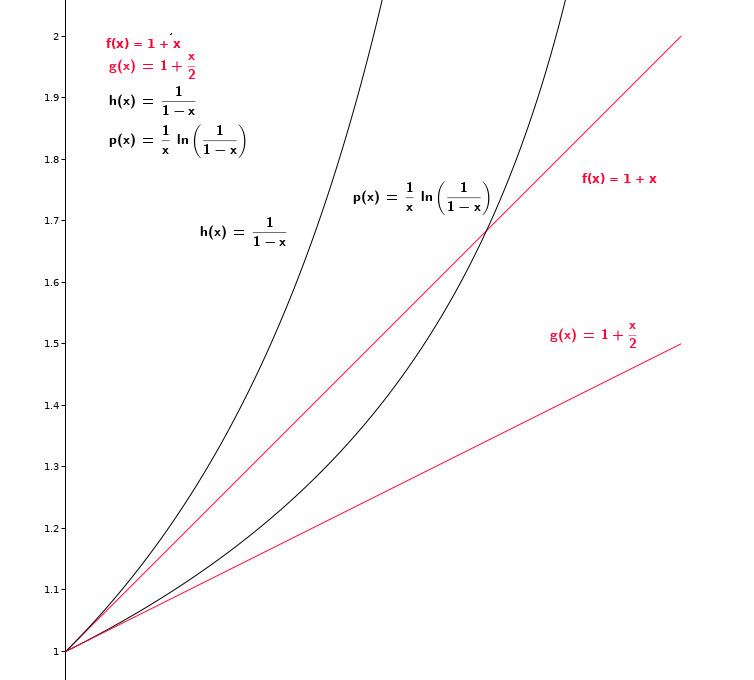 2
f(x) = 1 + x
g(x) = 1 + x/2
1.9
h(x) = 1/(1 − x)
p(x) = 1/x ln(1/(1 − x))
1.8
f(x) = 1 + x
p(x) = 1/x ln(1/(1 − x))
1.7
h(x) = 1/(1 − x)
1.6
g(x) = 1 + x/2
1.5
1.4
1.3
1.2
1.1
1